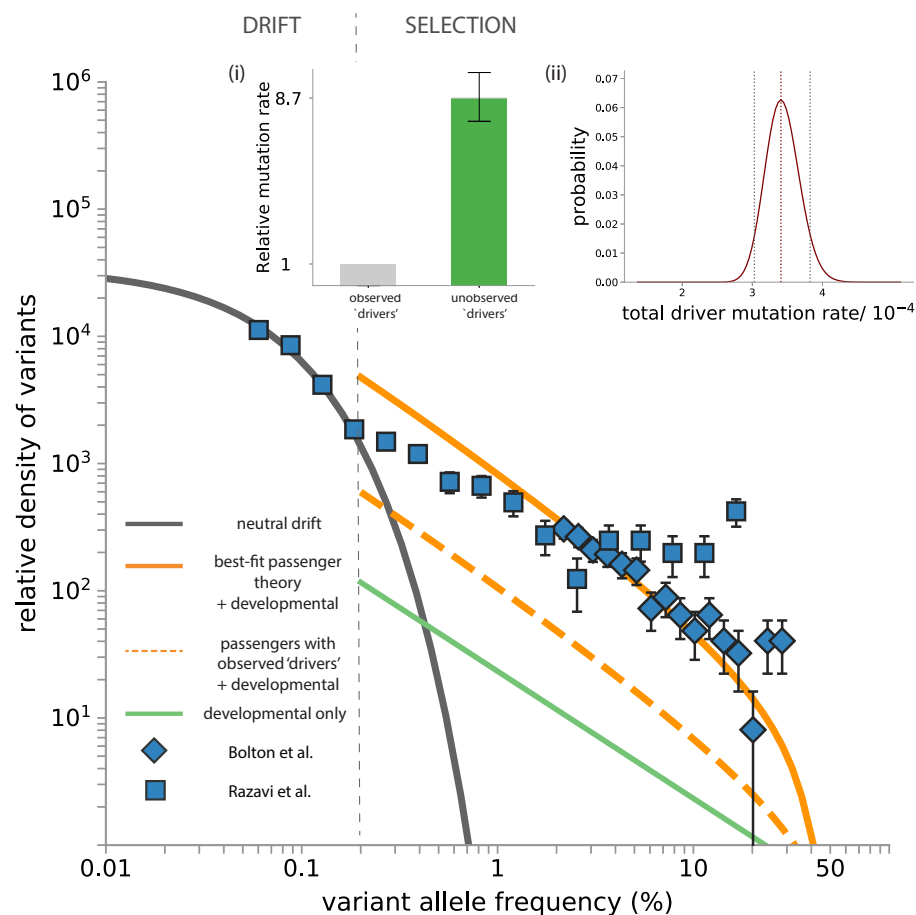 DRIFT SELECTION
(i)
Relative mutation rate
8.7
1
observed
‘drivers’
unobserved
‘drivers’
(ii)
probability
0.07
0.06
0.05
0.04
0.03
0.02
0.01
0.00
2 3 4
total driver mutation rate/ 10⁻⁴
relative density of variants
10⁶
10⁵
10⁴
10³
10²
10¹
neutral drift
best-fit passenger
theory
+ developmental
passengers with
observed ‘drivers’
+ developmental
developmental only
Bolton et al.
Razavi et al.
0.01 0.1 1 10 50
variant allele frequency (%)